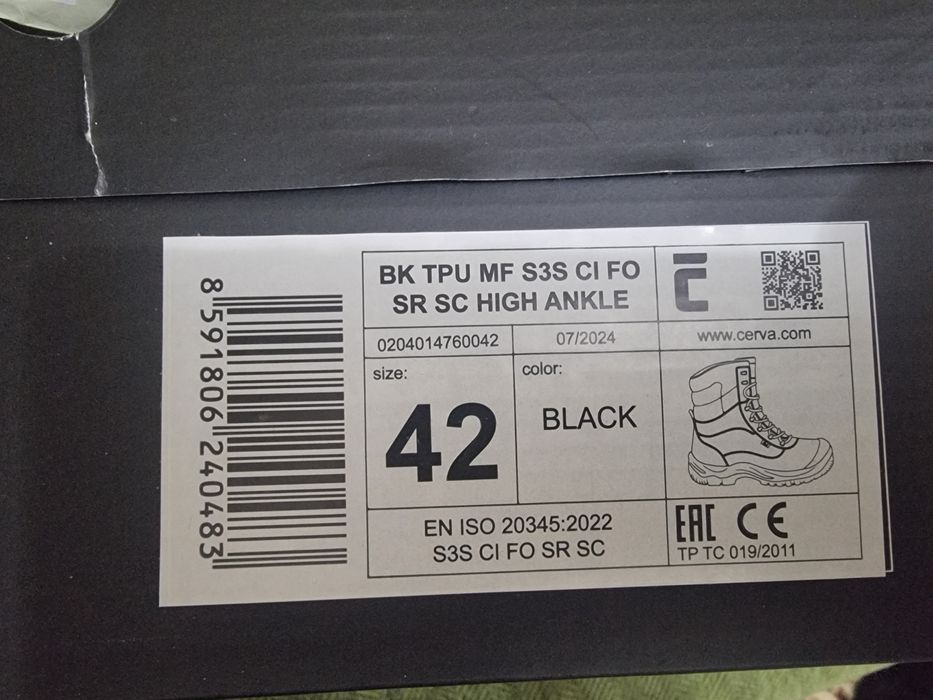 8 591806 240483
BK TPU MF S3S CI FO
SR SC HIGH ANKLE
0204014760042
07/2024
www.cerva.com
size:
42
color:
BLACK
EN ISO 20345:2022
S3S CI FO SR SC
EAC CE
TP TC 019/2011